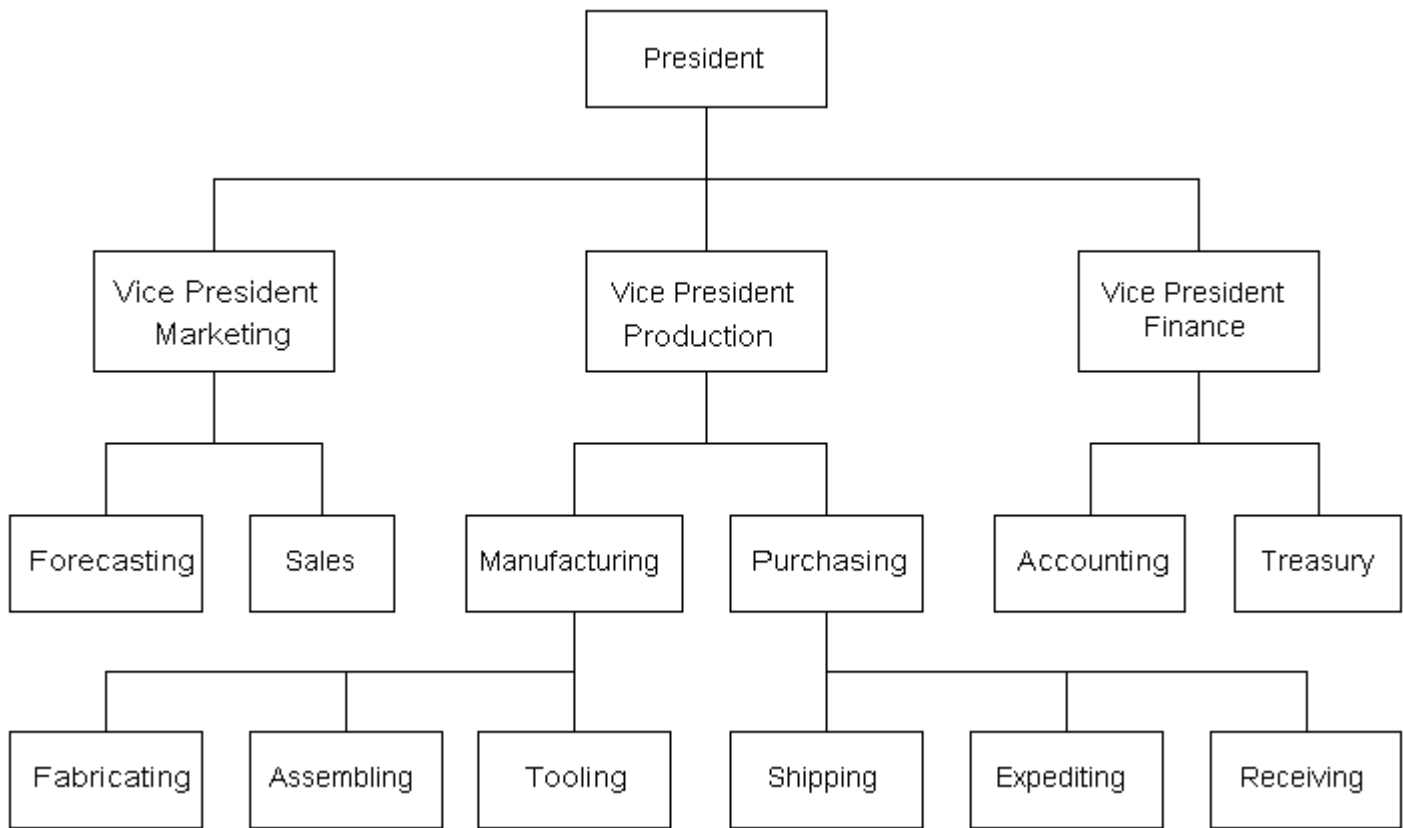 President
Vice President
Marketing
Vice President
Production
Vice President
Finance
Forecasting
Sales
Manufacturing
Purchasing
Accounting
Treasury
Fabricating
Assembling
Tooling
Shipping
Expediting
Receiving